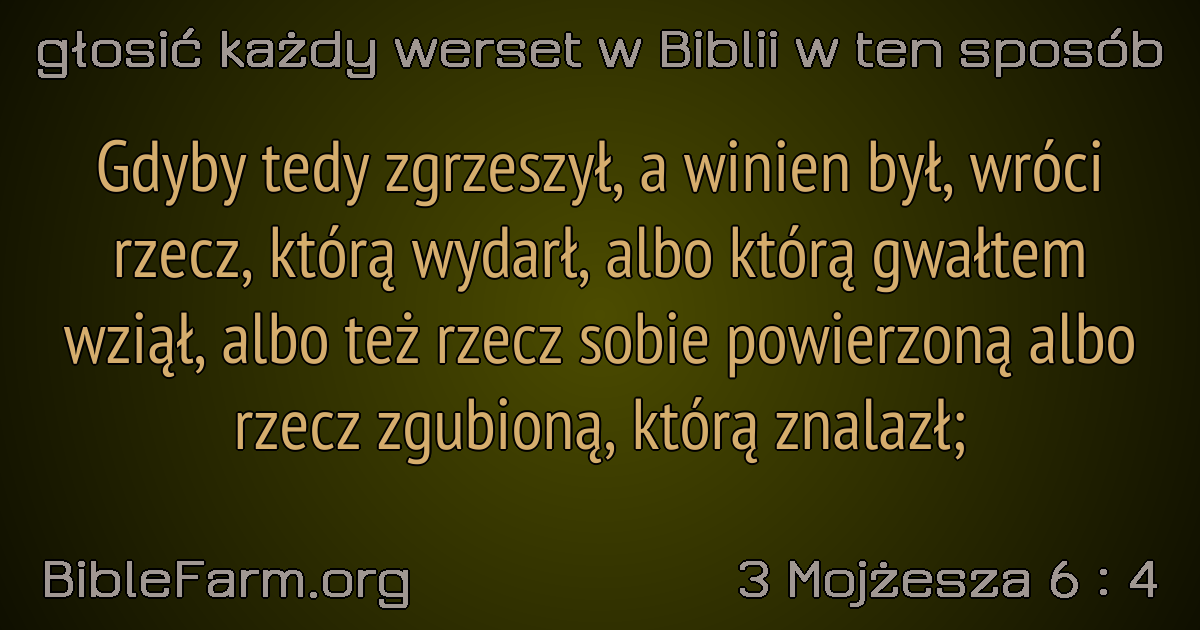 głosić każdy werset w Biblii w ten sposób
Gdyby tedy zgrzeszył, a winien był, wróci
rzecz, którą wydarł, albo którą gwałtem
wziął, albo też rzecz sobie powierzoną albo
rzecz zgubioną, którą znalazł;
BibleFarm.org
3 Mojżesza 6 : 4